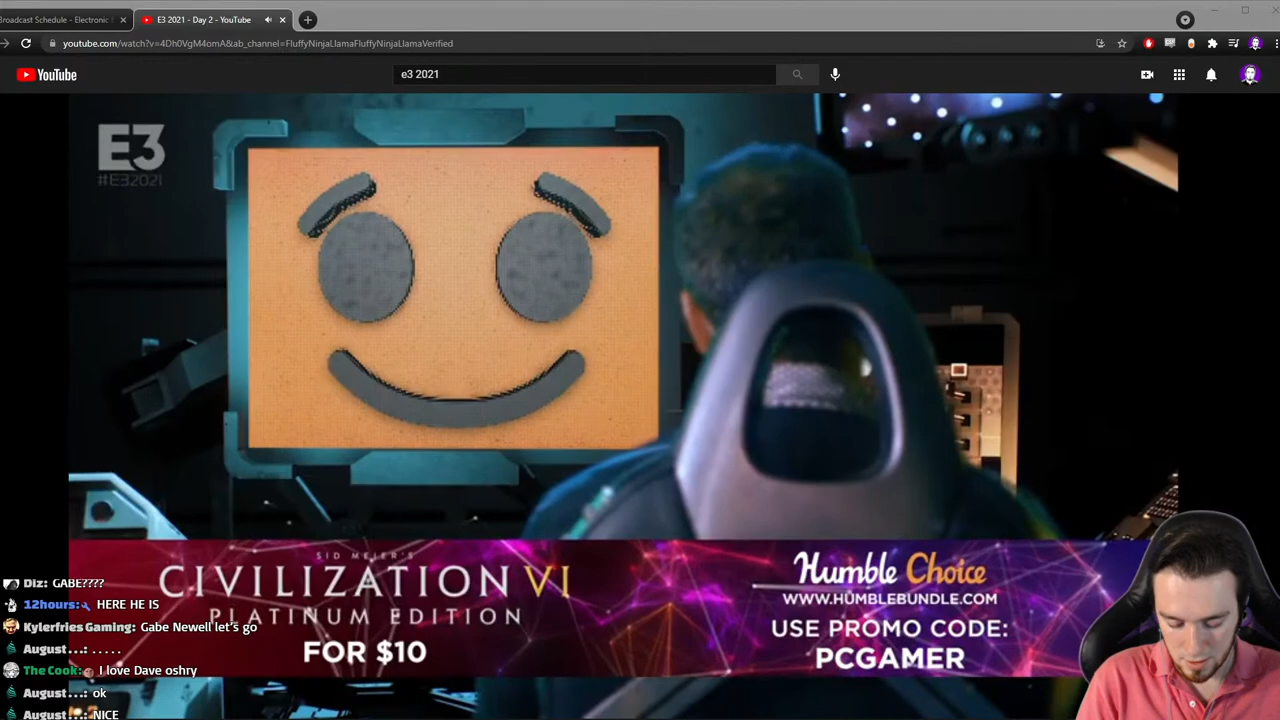 Broadcast Schedule - Electronic
E3 2021 - Day 2 - YouTube
youtube.com/watch?v=4Dh0VgM4omA&ab_channel=FluffyNinjaLlamaFluffyNinjaLlamaVerified
YouTube
e3 2021
E3
#E32021
SID MEIER'S
CIVILIZATION VI
PLATINUM EDITION
FOR $10
Humble Choice
WWW.HUMBLEBUNDLE.COM
USE PROMO CODE:
PCGAMER
Diz: GABE????
12hours: HERE HE IS
Kylerfries Gaming: Gabe Newell let's go
August...: . . . . .
The Cook: I love Dave oshry
August...: ok
August...: NICE